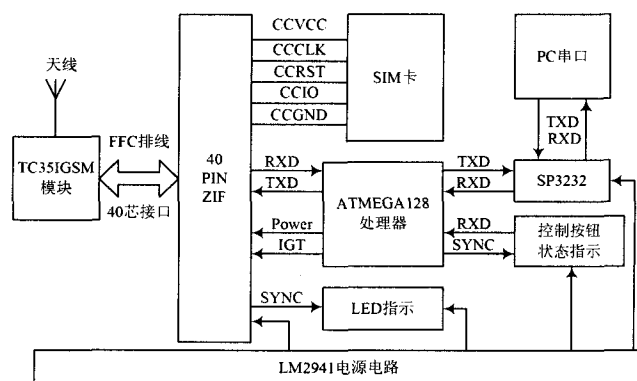 天线
TC35IGSM
模块
FFC排线
40芯接口
40
PIN
ZIF
CCVCC
CCCLK
CCRST
CCIO
CCGND
SIM卡
PC串口
TXD
RXD
RXD
TXD
Power
IGT
ATMEGA128
处理器
TXD
RXD
SP3232
RXD
SYNC
控制按钮
状态指示
SYNC
LED指示
LM2941电源电路